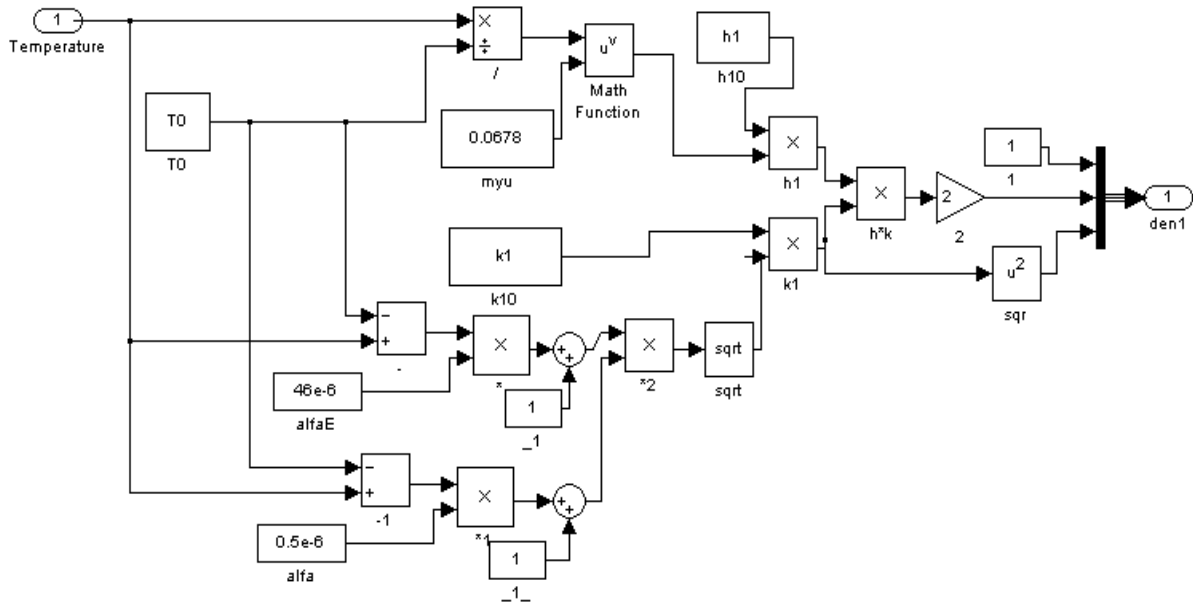 1
Temperature
×
÷
/
u^v
Math
Function
h1
h10
T0
T0
0.0678
myu
×
h1
1
1
×
h*k
2
2
1
den1
k1
k10
×
k1
u^2
sqr
−
+
-
×
*
+
+
×
*2
sqrt
sqrt
46e-6
alfaE
1
_1
−
+
-1
×
*1
+
+
0.5e-6
alfa
1
_1_